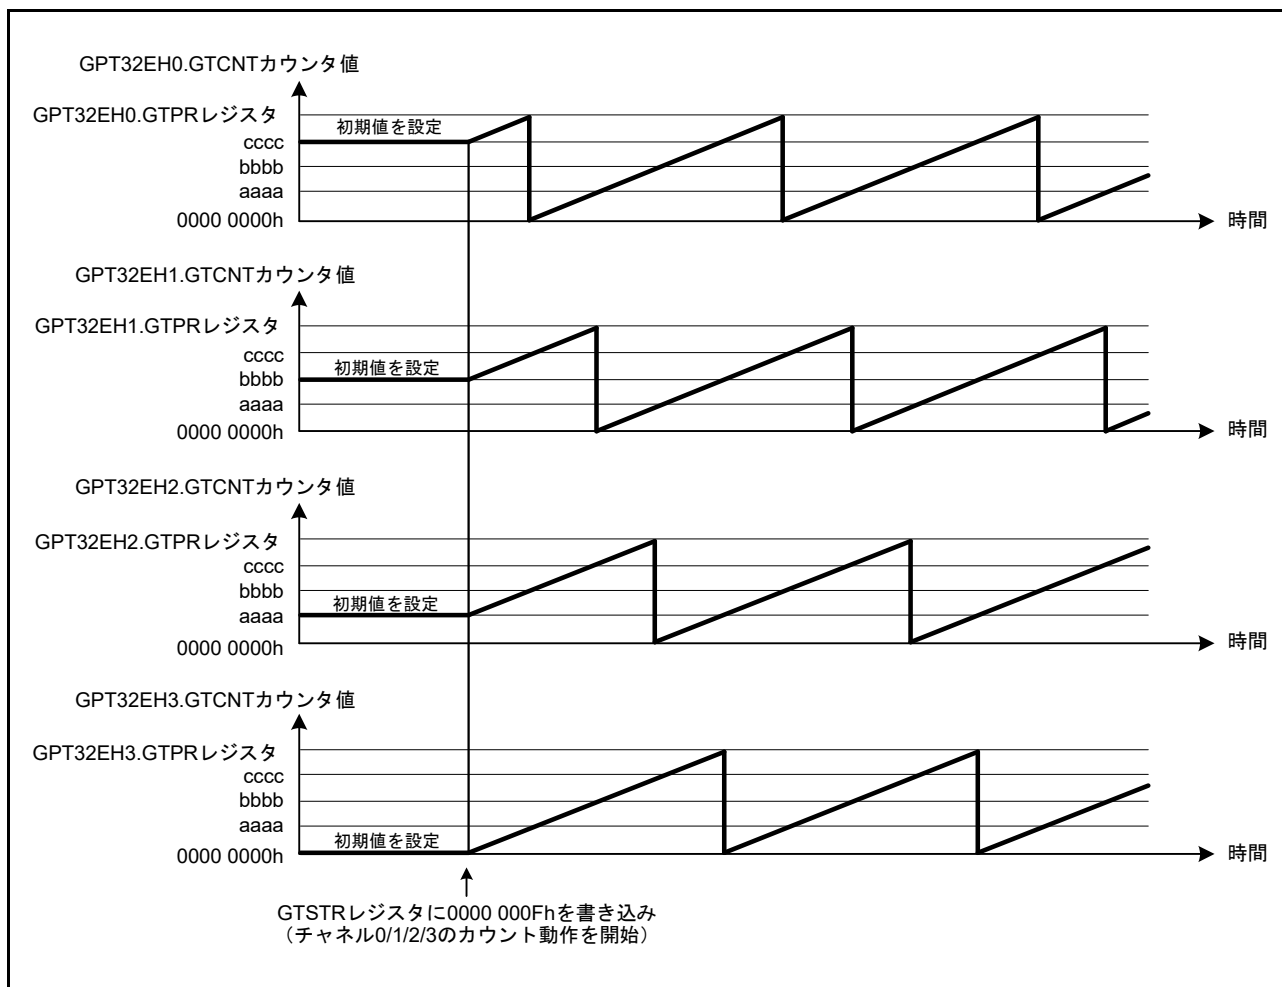 GPT32EH0.GTCNTカウンタ値
GPT32EH0.GTPRレジスタ
初期値を設定
cccc
bbbb
aaaa
0000 0000h
時間
GPT32EH1.GTCNTカウンタ値
GPT32EH1.GTPRレジスタ
cccc
初期値を設定
bbbb
aaaa
0000 0000h
時間
GPT32EH2.GTCNTカウンタ値
GPT32EH2.GTPRレジスタ
cccc
bbbb
初期値を設定
aaaa
0000 0000h
時間
GPT32EH3.GTCNTカウンタ値
GPT32EH3.GTPRレジスタ
cccc
bbbb
aaaa
初期値を設定
0000 0000h
時間
GTSTRレジスタに0000 000Fhを書き込み
（チャネル0/1/2/3のカウント動作を開始）